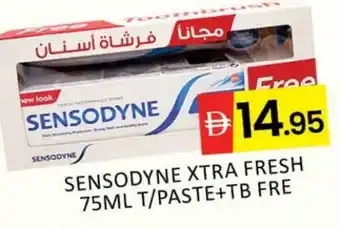 Toothbrush
مجاناً فرشاة أسنان
new look
SENSODYNE
Free
SENSODYNE
14.95
SENSODYNE XTRA FRESH
75ML T/PASTE+TB FRE